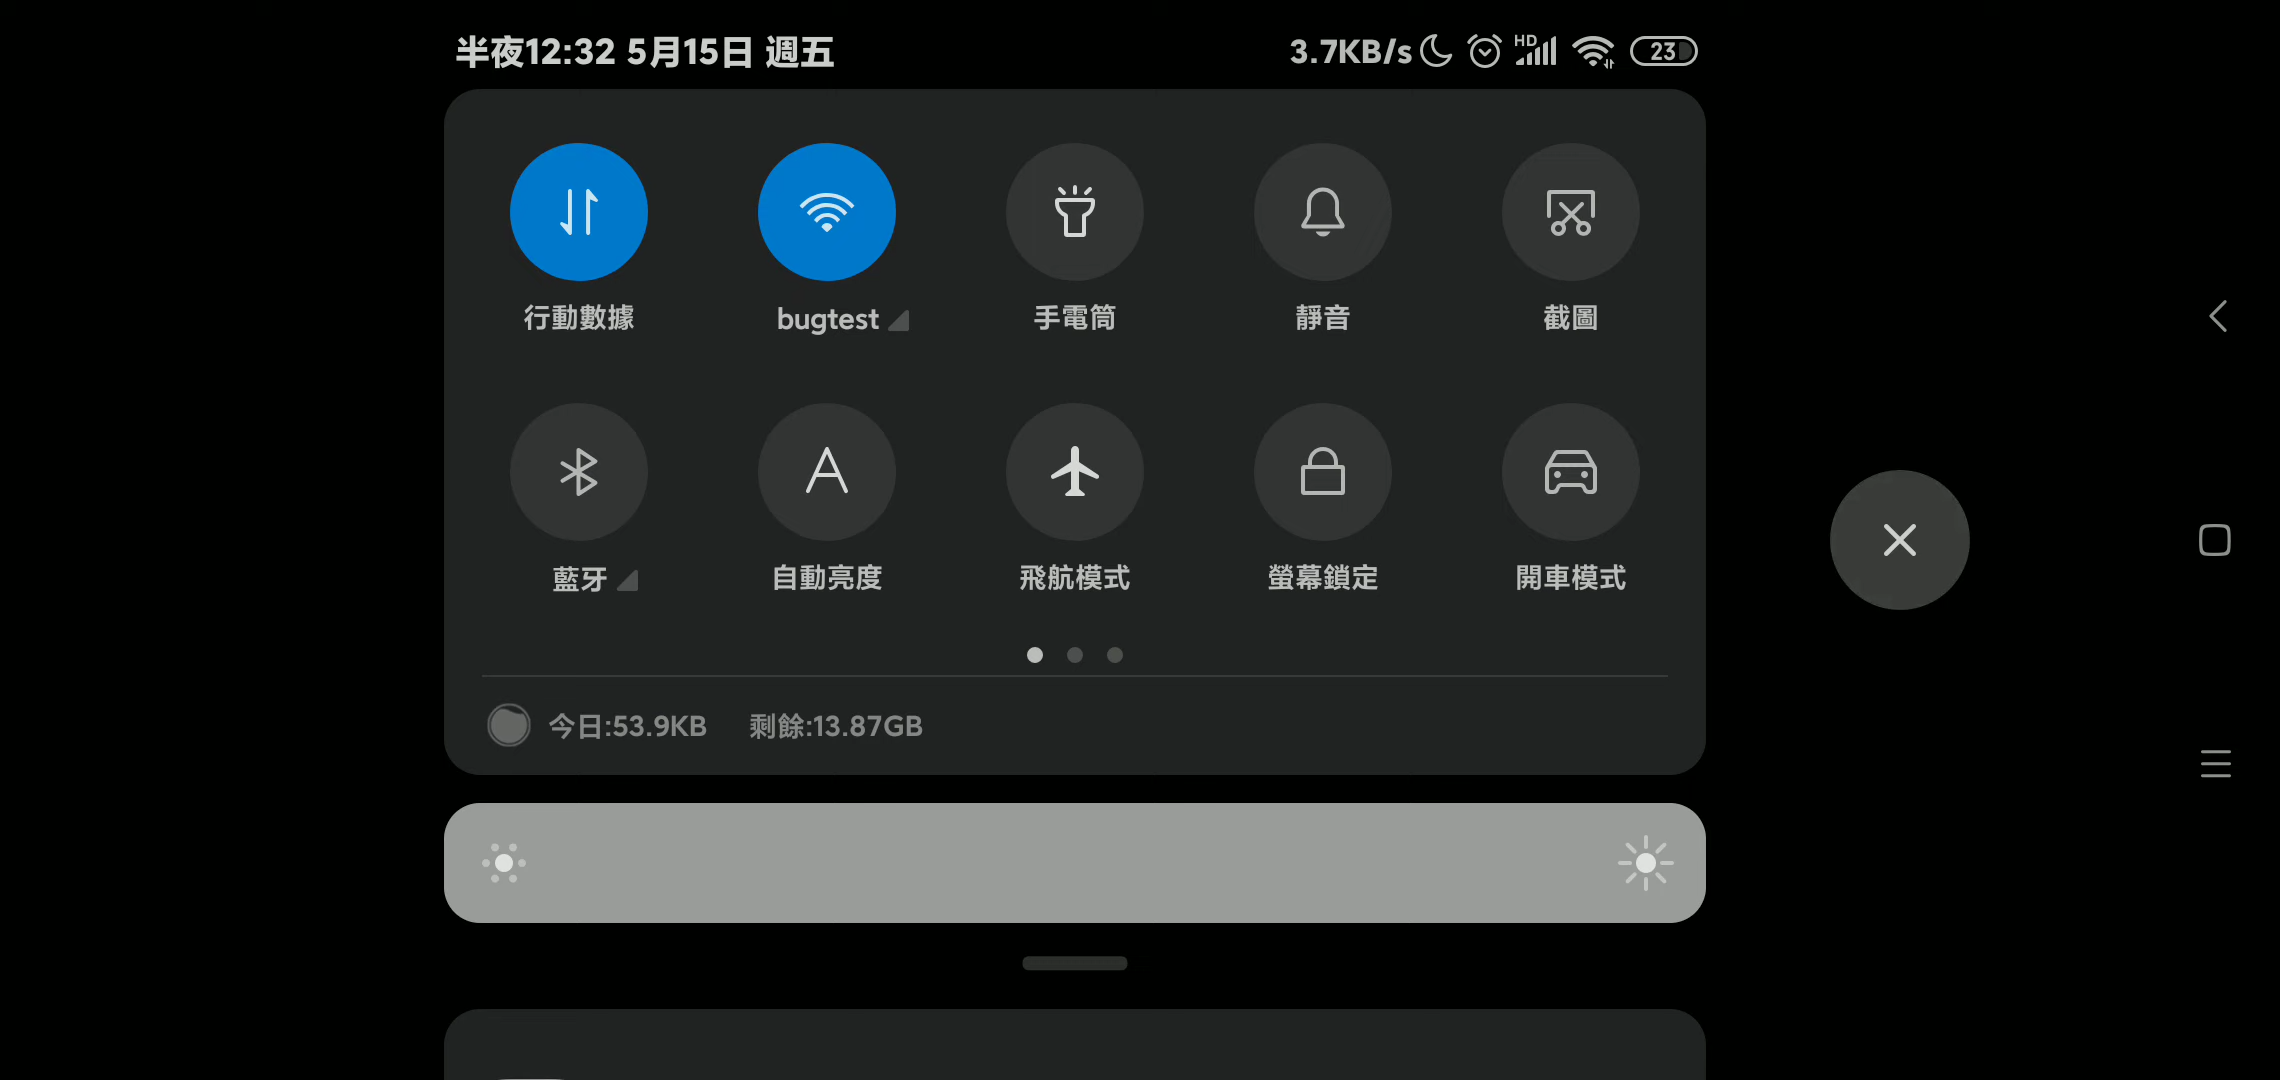 半夜12:32 5月15日 週五
3.7KB/s HD 23
行動數據 bugtest 手電筒 靜音 截圖
藍牙 自動亮度 飛航模式 螢幕鎖定 開車模式
今日:53.9KB 剩餘:13.87GB